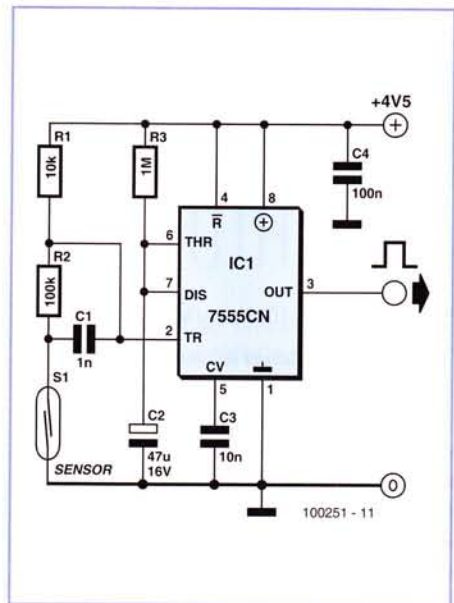 +4V5
R1
10k
R3
1M
C4
100n
4
8
R
6
THR
IC1
R2
100k
7
DIS
OUT
3
7555CN
C1
1n
2
TR
S1
CV
5
1
C2
47u
16V
C3
10n
SENSOR
0
100251 - 11